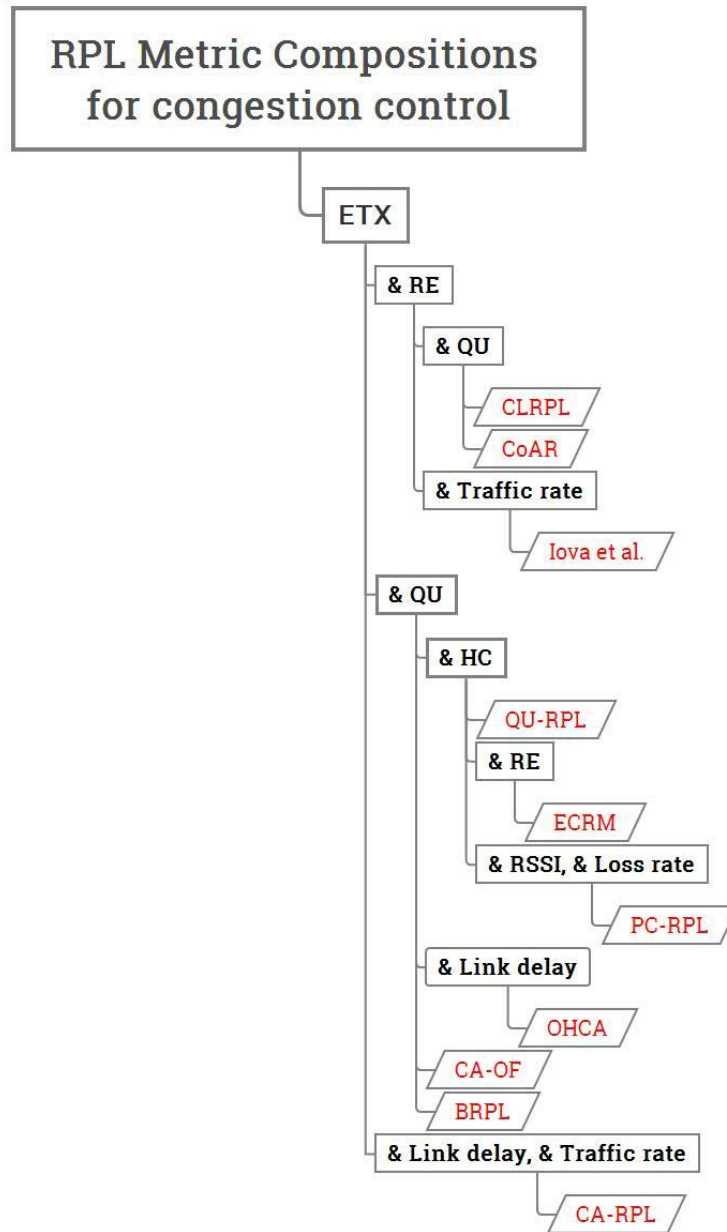 RPL Metric Compositions
for congestion control
ETX
& RE
& QU
CLRPL
CoAR
& Traffic rate
Iova et al.
& QU
& HC
QU-RPL
& RE
ECRM
& RSSI, & Loss rate
PC-RPL
& Link delay
OHCA
CA-OF
BRPL
& Link delay, & Traffic rate
CA-RPL